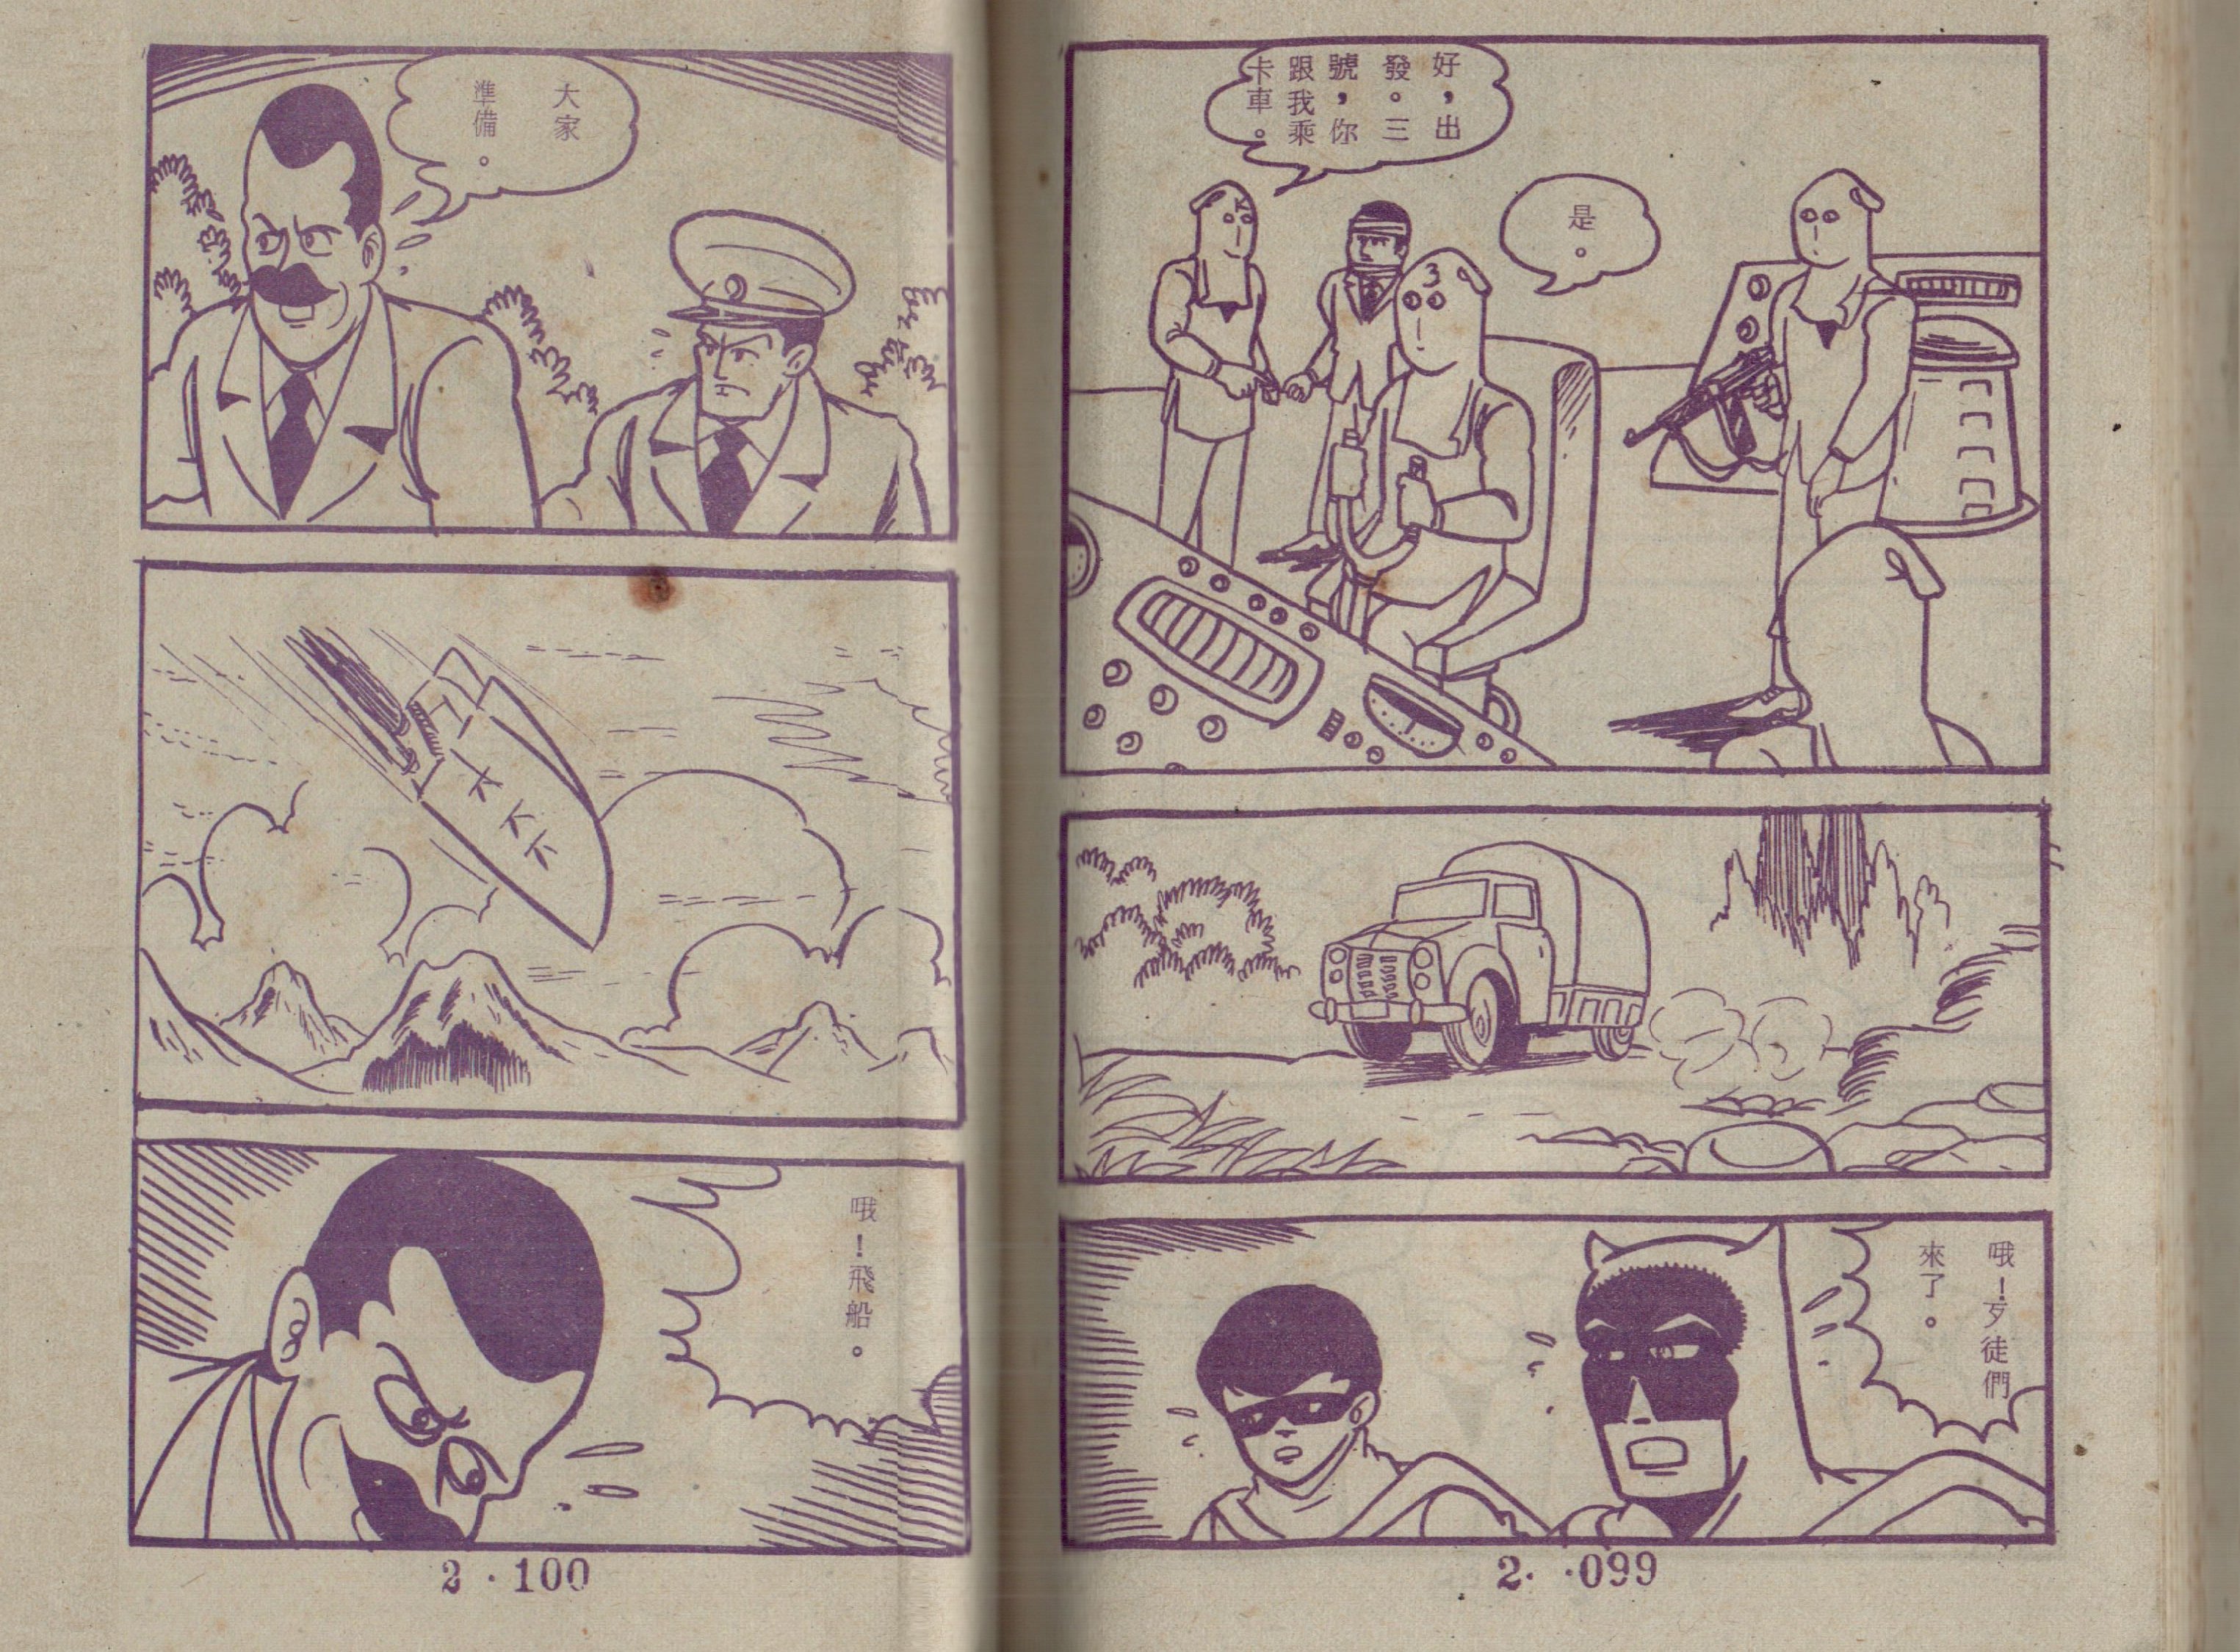 好，出
發。三
號，你
跟我乘
卡車。
K
是。
3
哦！歹徒們
來了。
2· ·099
大家
準備。
哦！飛船。
2·100